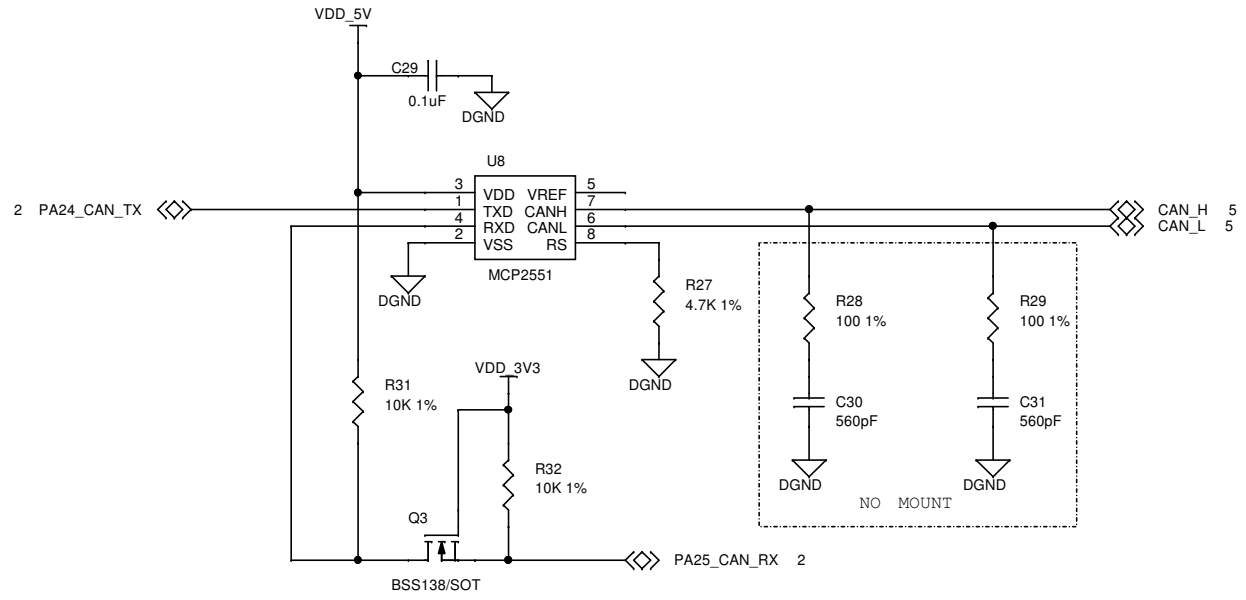 VDD_5V
C29
0.1uF
DGND
U8
3 VDD VREF 5
2 PA24_CAN_TX 1 TXD CANH 7 CAN_H 5
4 RXD CANL 6 CAN_L 5
2 VSS RS 8
MCP2551
DGND
R27
4.7K 1%
DGND
R28
100 1%
R29
100 1%
C30
560pF
C31
560pF
DGND
DGND
NO MOUNT
VDD_3V3
R31
10K 1%
R32
10K 1%
Q3
PA25_CAN_RX 2
BSS138/SOT